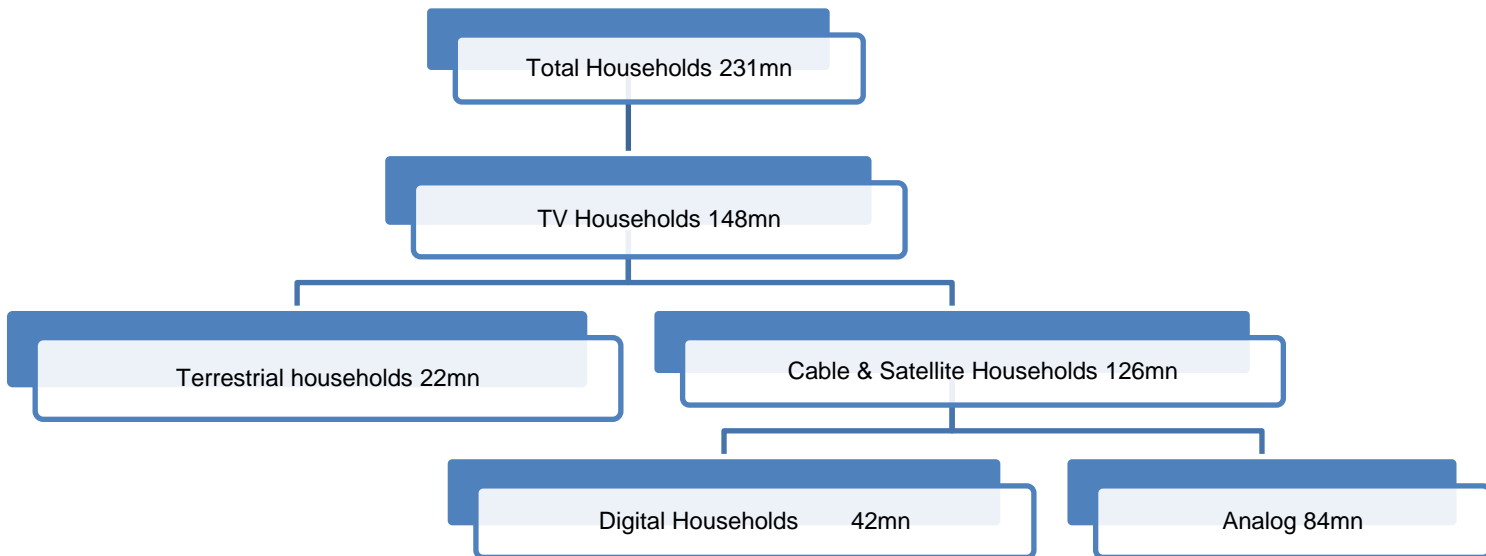 Total Households 231mn
TV Households 148mn
Terrestrial households 22mn
Cable & Satellite Households 126mn
Digital Households 42mn
Analog 84mn